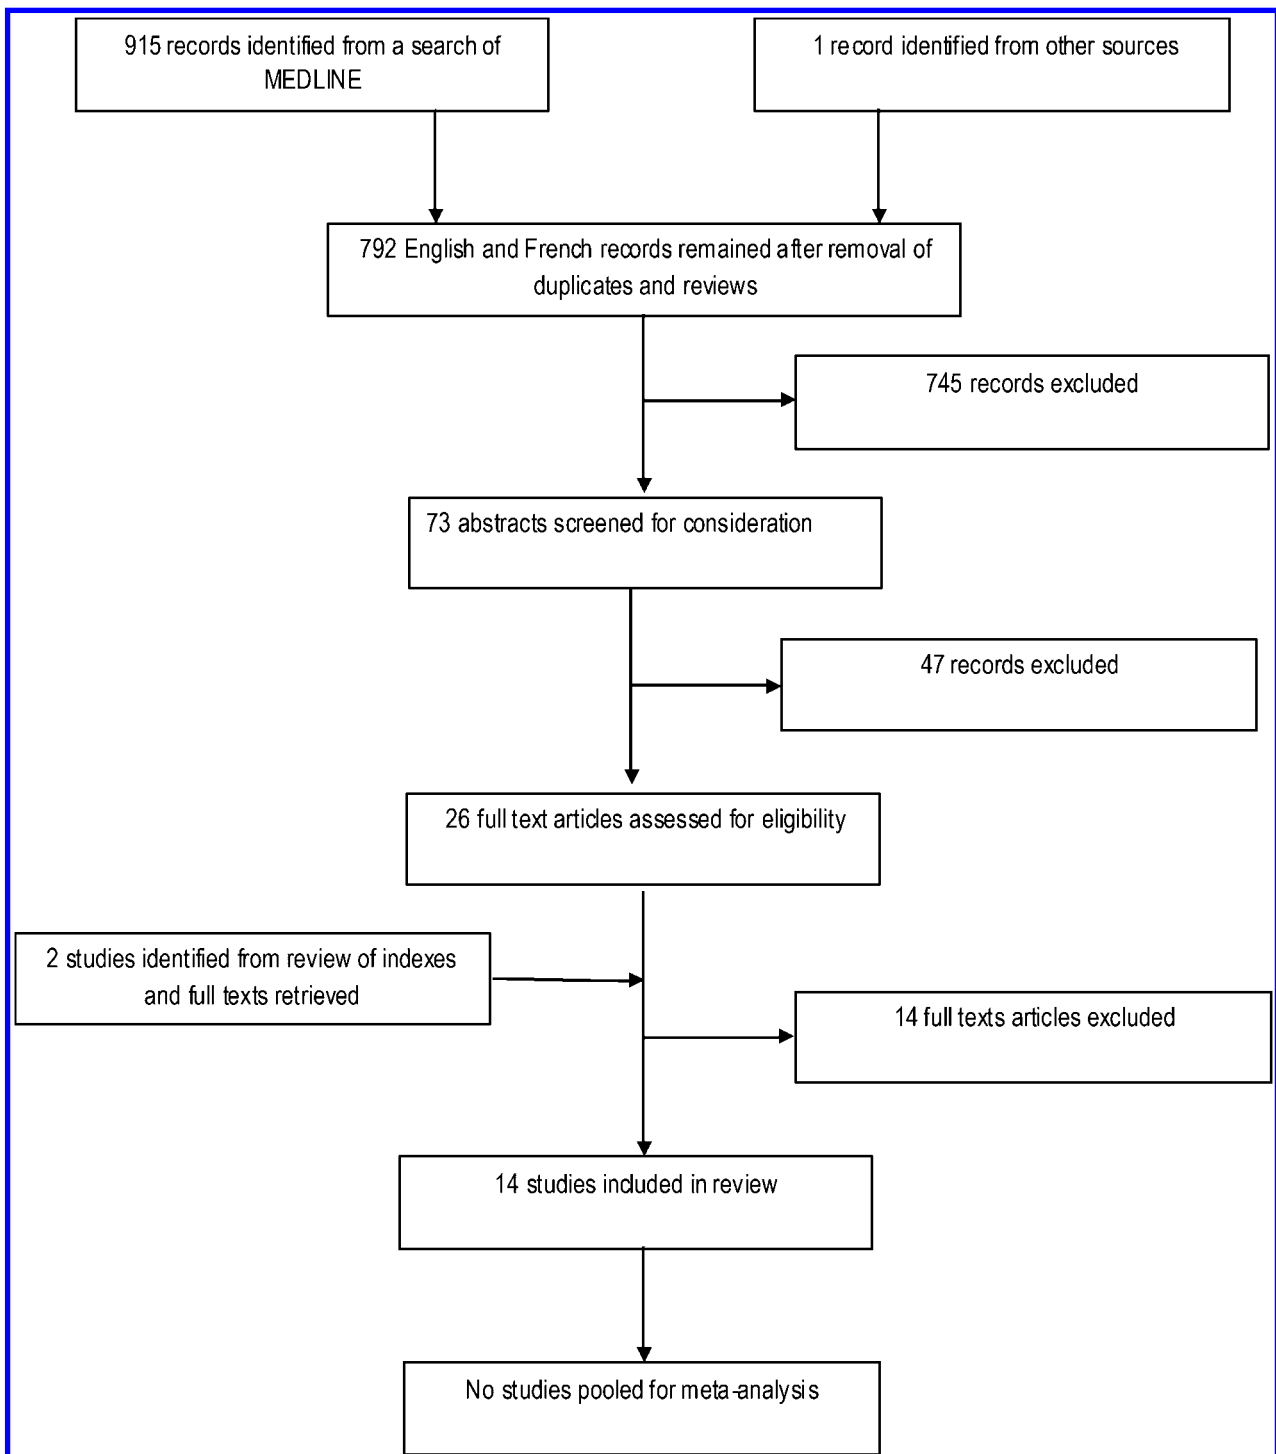 915 records identified from a search of
MEDLINE
1 record identified from other sources
792 English and French records remained after removal of
duplicates and reviews
745 records excluded
73 abstracts screened for consideration
47 records excluded
26 full text articles assessed for eligibility
2 studies identified from review of indexes
and full texts retrieved
14 full texts articles excluded
14 studies included in review
No studies pooled for meta-analysis